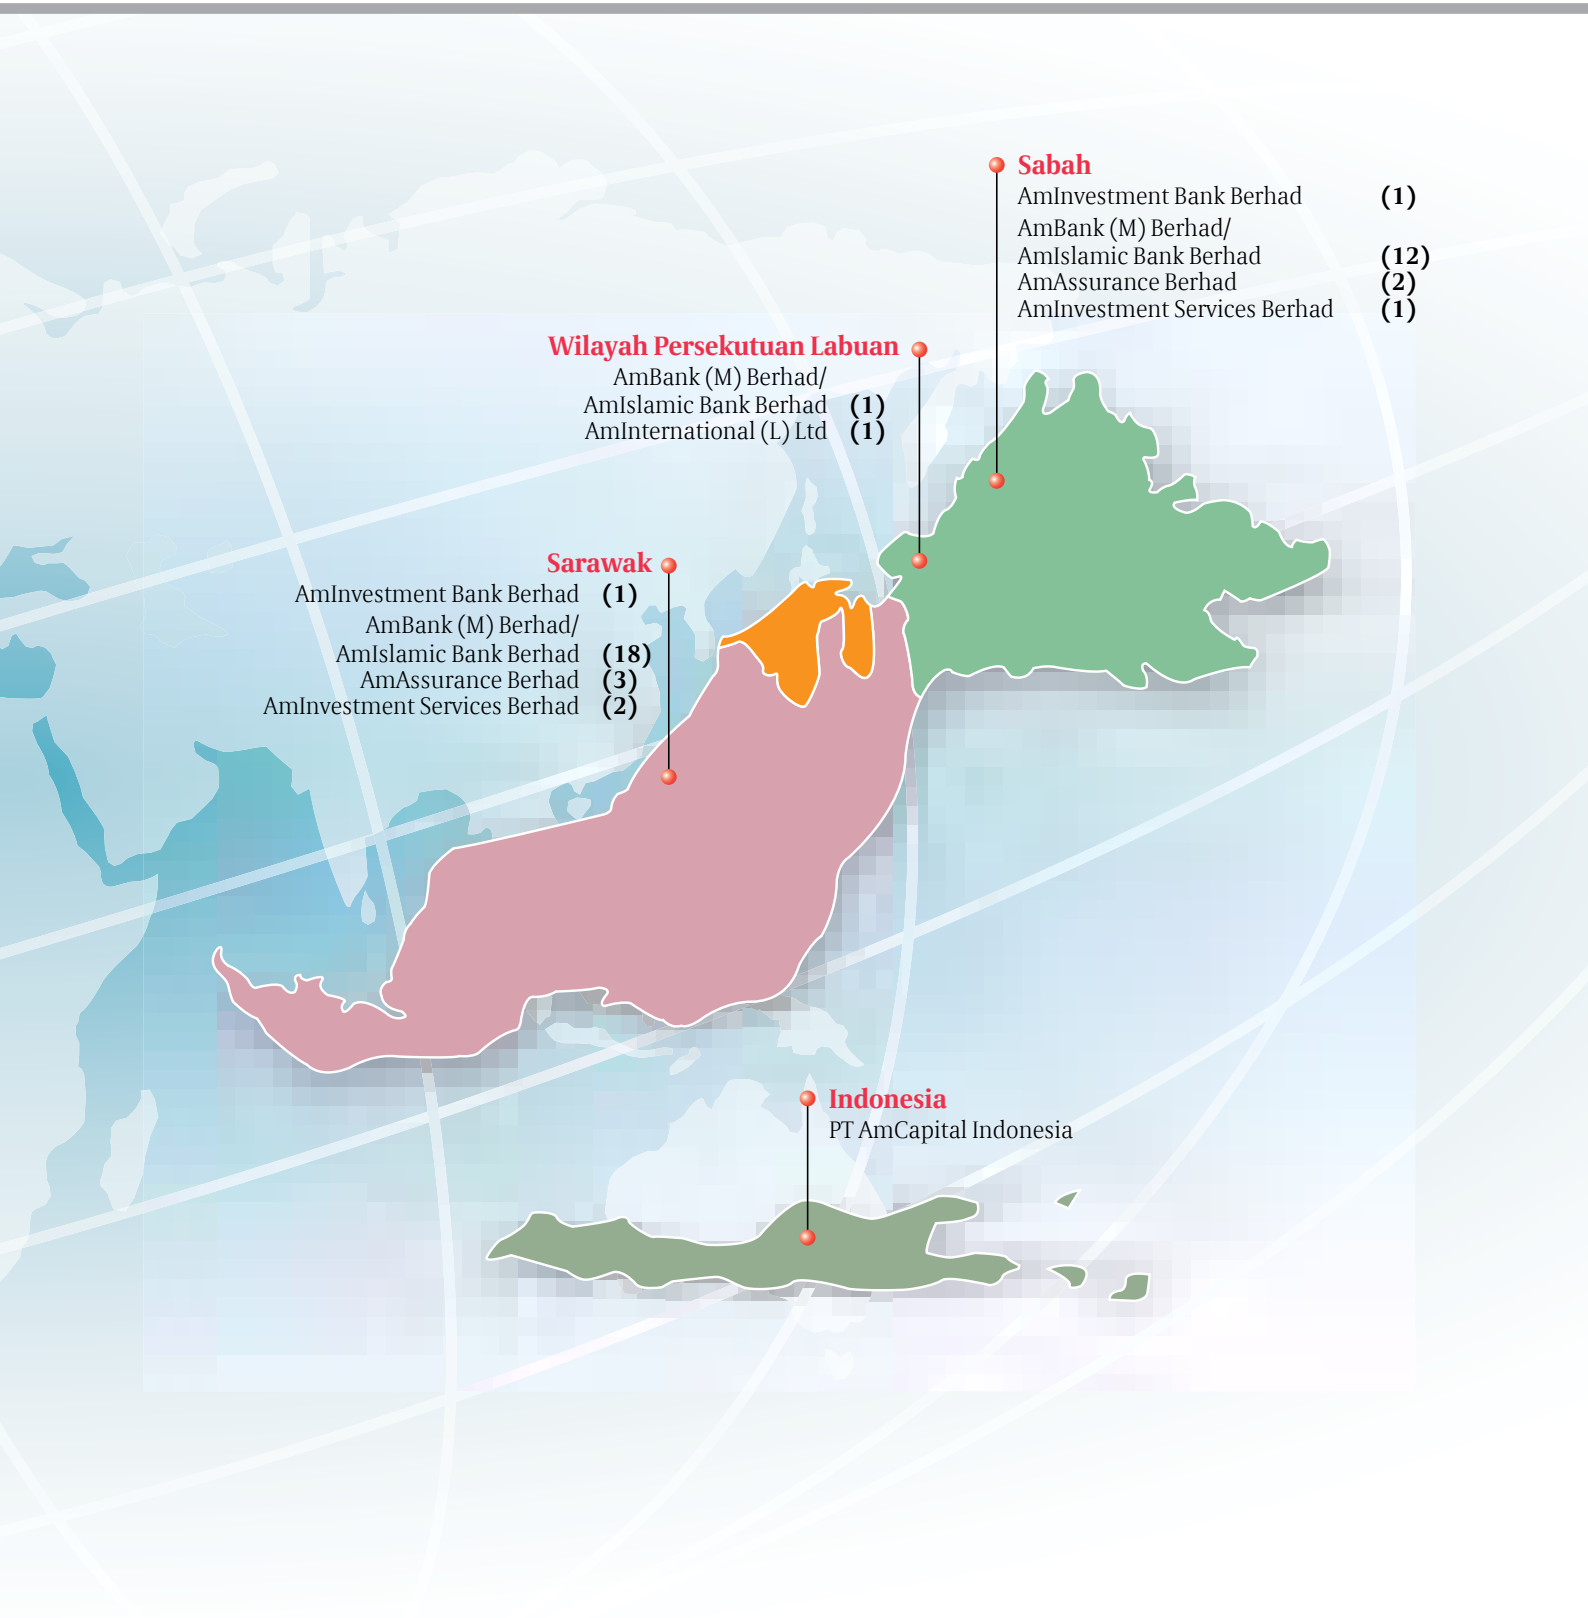 Sabah
AmInvestment Bank Berhad (1)
AmBank (M) Berhad/
AmIslamic Bank Berhad (12)
AmAssurance Berhad (2)
AmInvestment Services Berhad (1)
Wilayah Persekutuan Labuan
AmBank (M) Berhad/
AmIslamic Bank Berhad (1)
AmInternational (L) Ltd (1)
Sarawak
AmInvestment Bank Berhad (1)
AmBank (M) Berhad/
AmIslamic Bank Berhad (18)
AmAssurance Berhad (3)
AmInvestment Services Berhad (2)
Indonesia
PT AmCapital Indonesia